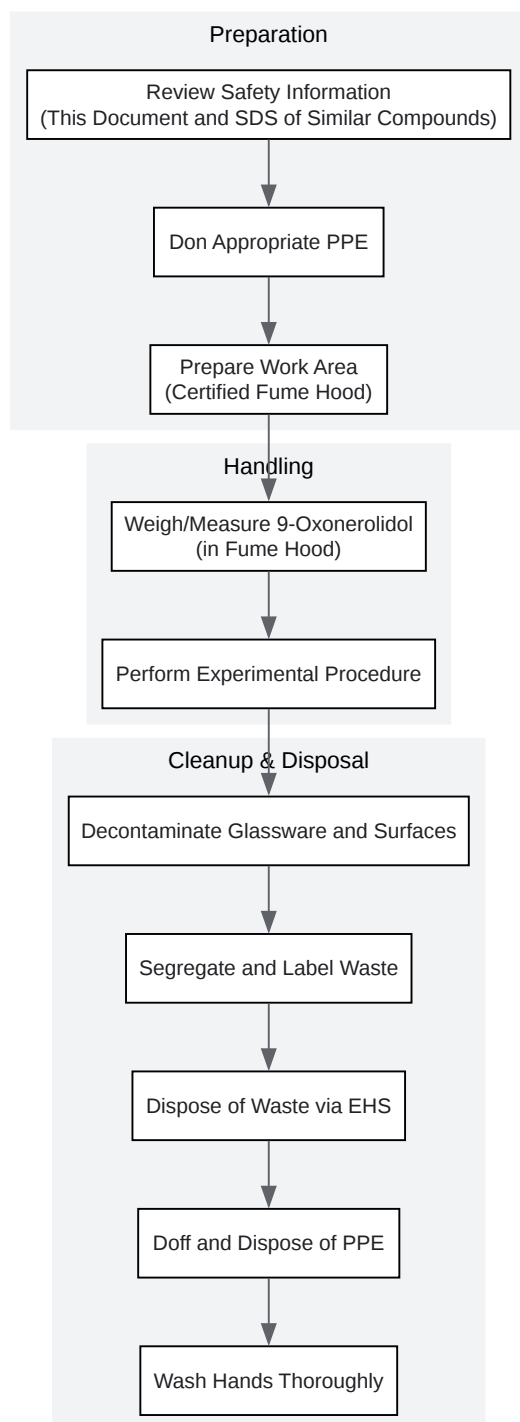 Preparation
Review Safety Information
(This Document and SDS of Similar Compounds)
Don Appropriate PPE
Prepare Work Area
(Certified Fume Hood)
Handling
Weigh/Measure 9-Oxonerolidol
(in Fume Hood)
Perform Experimental Procedure
Cleanup & Disposal
Decontaminate Glassware and Surfaces
Segregate and Label Waste
Dispose of Waste via EHS
Doff and Dispose of PPE
Wash Hands Thoroughly